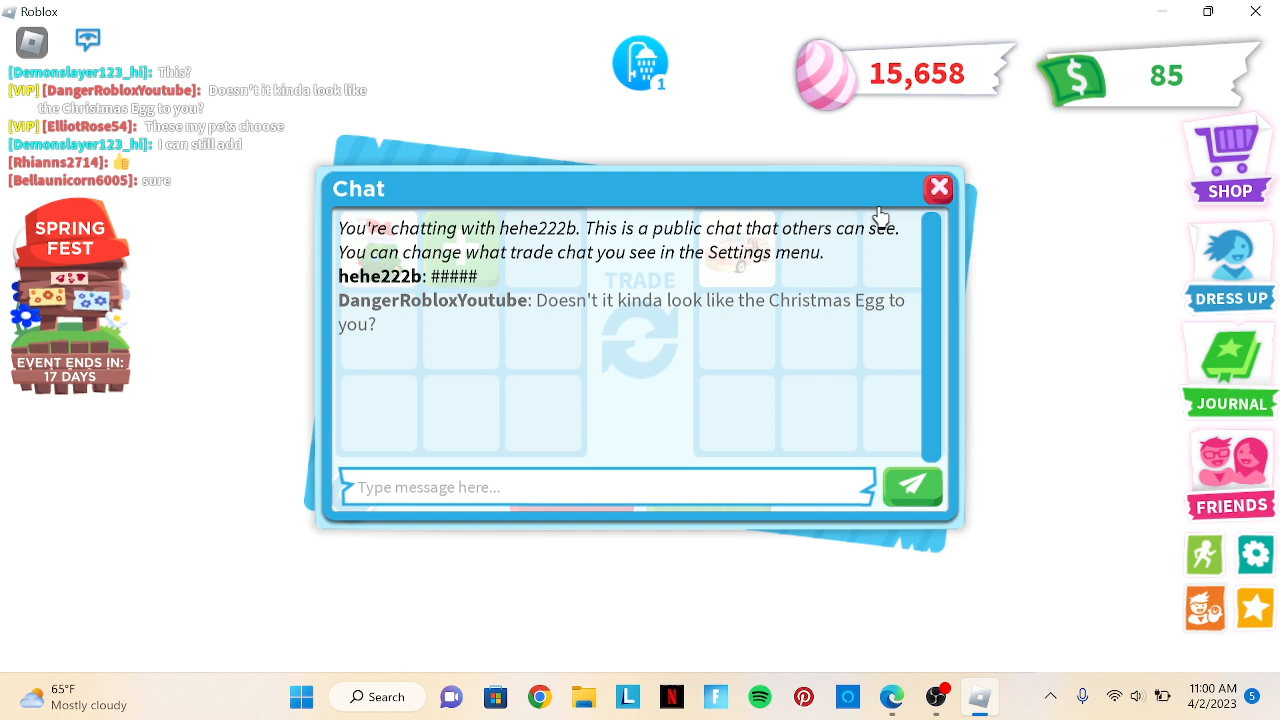 Roblox
[Demonslayer123_hi]: This?
[VIP] [DangerRobloxYoutube]: Doesn't it kinda look like
the Christmas Egg to you?
[VIP] [ElliotRose54]: These my pets choose
[Demonslayer123_hi]: I can still add
[Rhianns2714]: 👍
[Bellaunicorn6005]: sure
1
15,658
85
SPRING
FEST
EVENT ENDS IN:
17 DAYS
Chat
You're chatting with hehe222b. This is a public chat that others can see.
You can change what trade chat you see in the Settings menu.
hehe222b: #####
TRADE
DangerRobloxYoutube: Doesn't it kinda look like the Christmas Egg to
you?
Type message here...
SHOP
DRESS UP
JOURNAL
FRIENDS
65°F
Mostly cloudy
Search
11:00 AM
4/2/2023
5